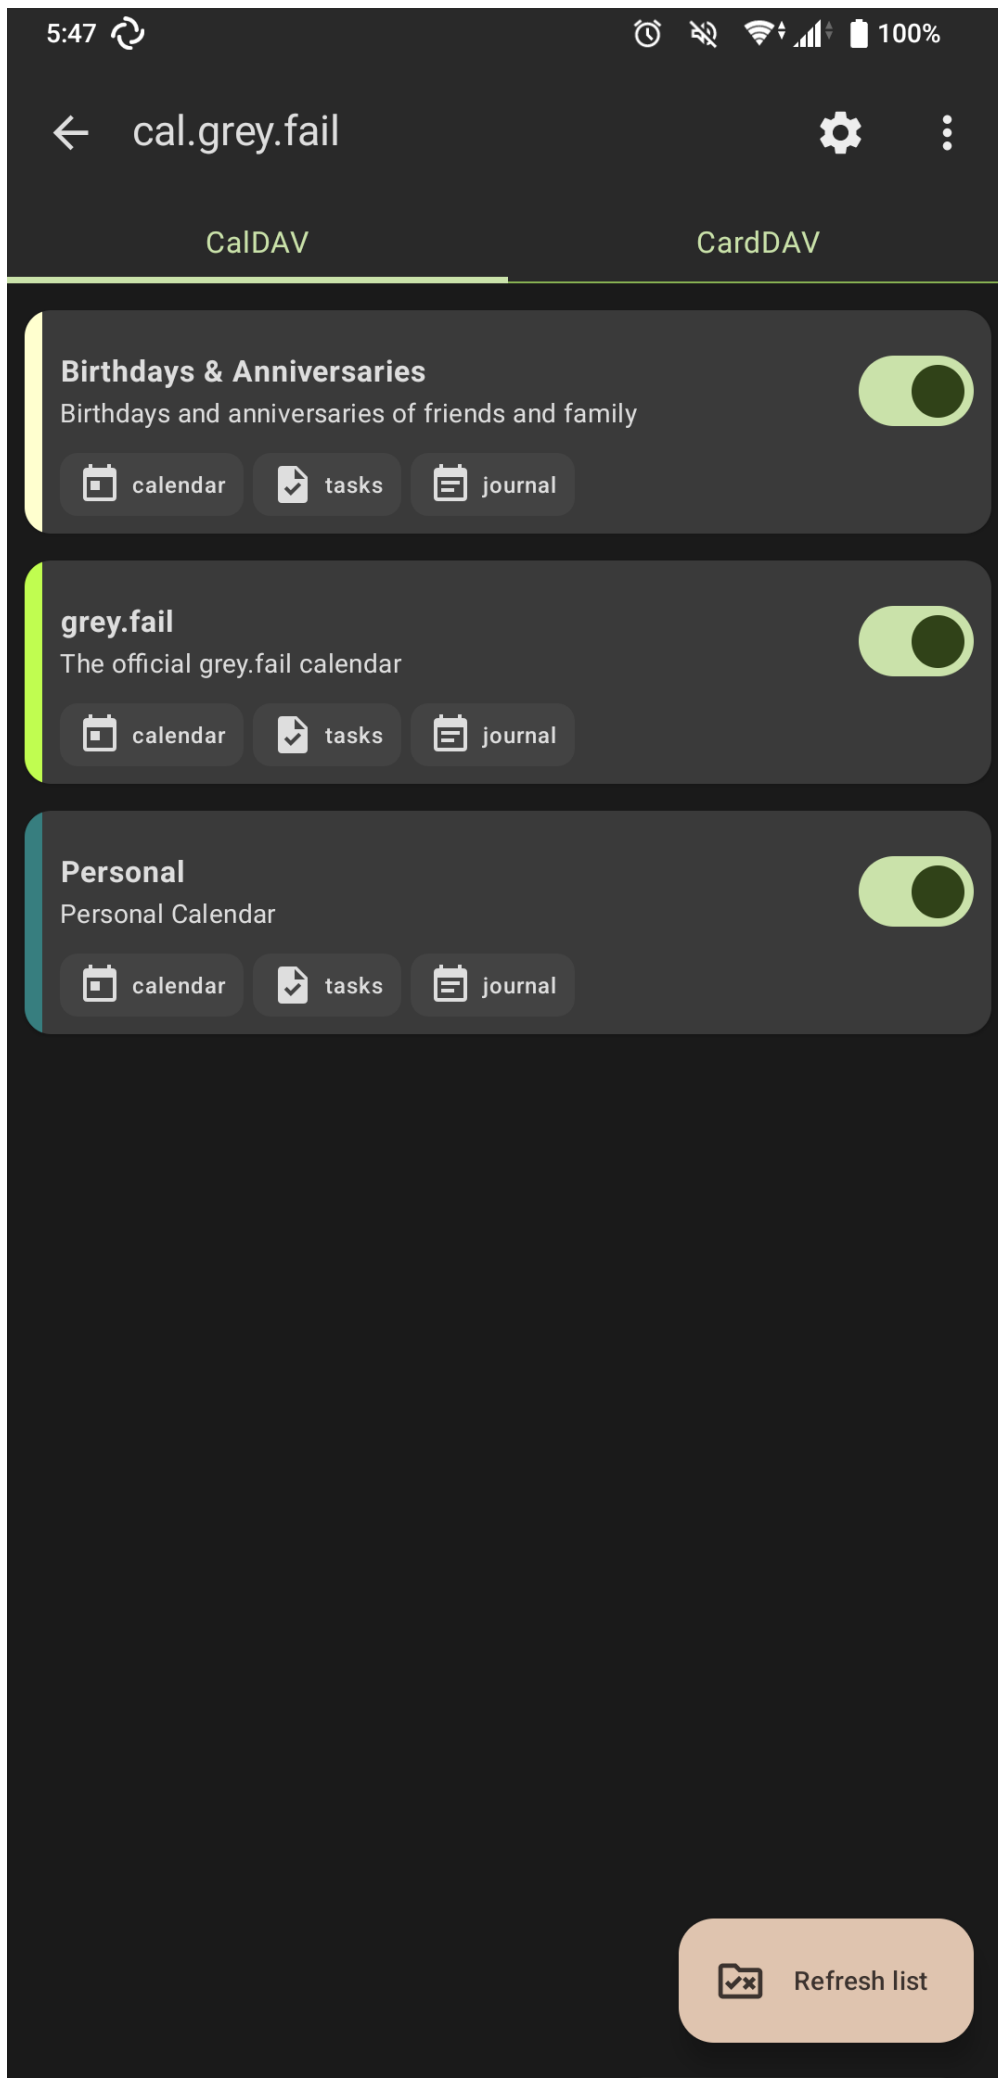 5:47 100%
cal.grey.fail
CalDAV CardDAV
Birthdays & Anniversaries
Birthdays and anniversaries of friends and family
calendar tasks journal
grey.fail
The official grey.fail calendar
calendar tasks journal
Personal
Personal Calendar
calendar tasks journal
Refresh list